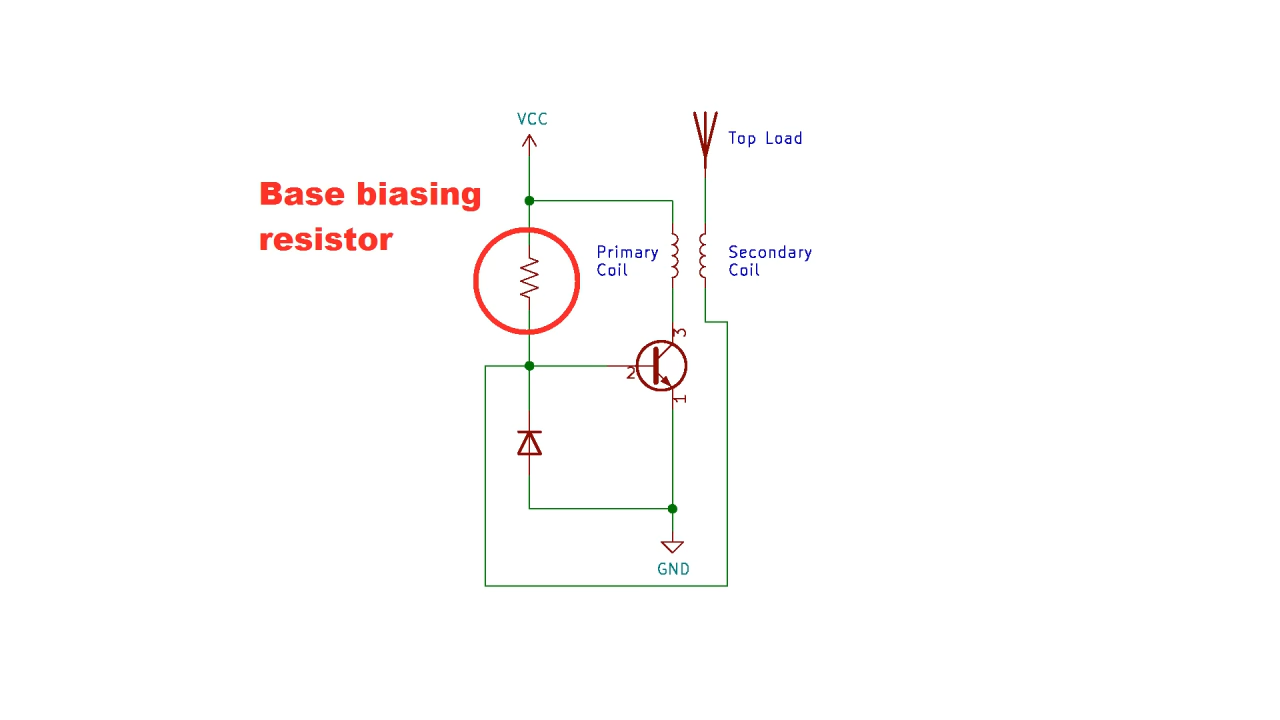 VCC
Top Load
Base biasing
resistor
Primary
Coil
Secondary
Coil
3
2
1
GND